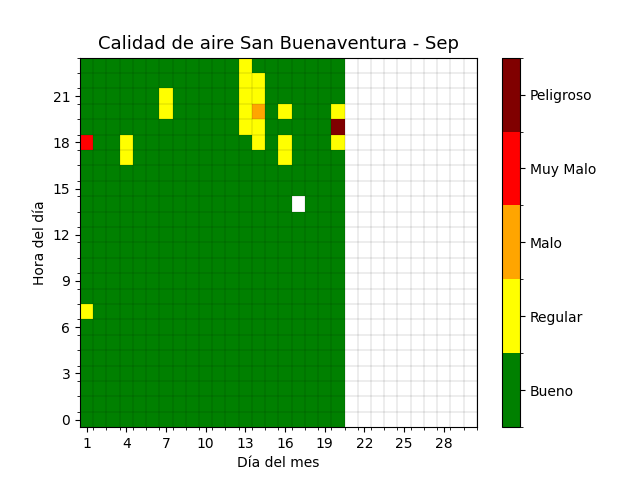 Calidad de aire San Buenaventura - Sep
Hora del día
21
18
15
12
9
6
3
0
1 4 7 10 13 16 19 22 25 28
Día del mes
Peligroso
Muy Malo
Malo
Regular
Bueno